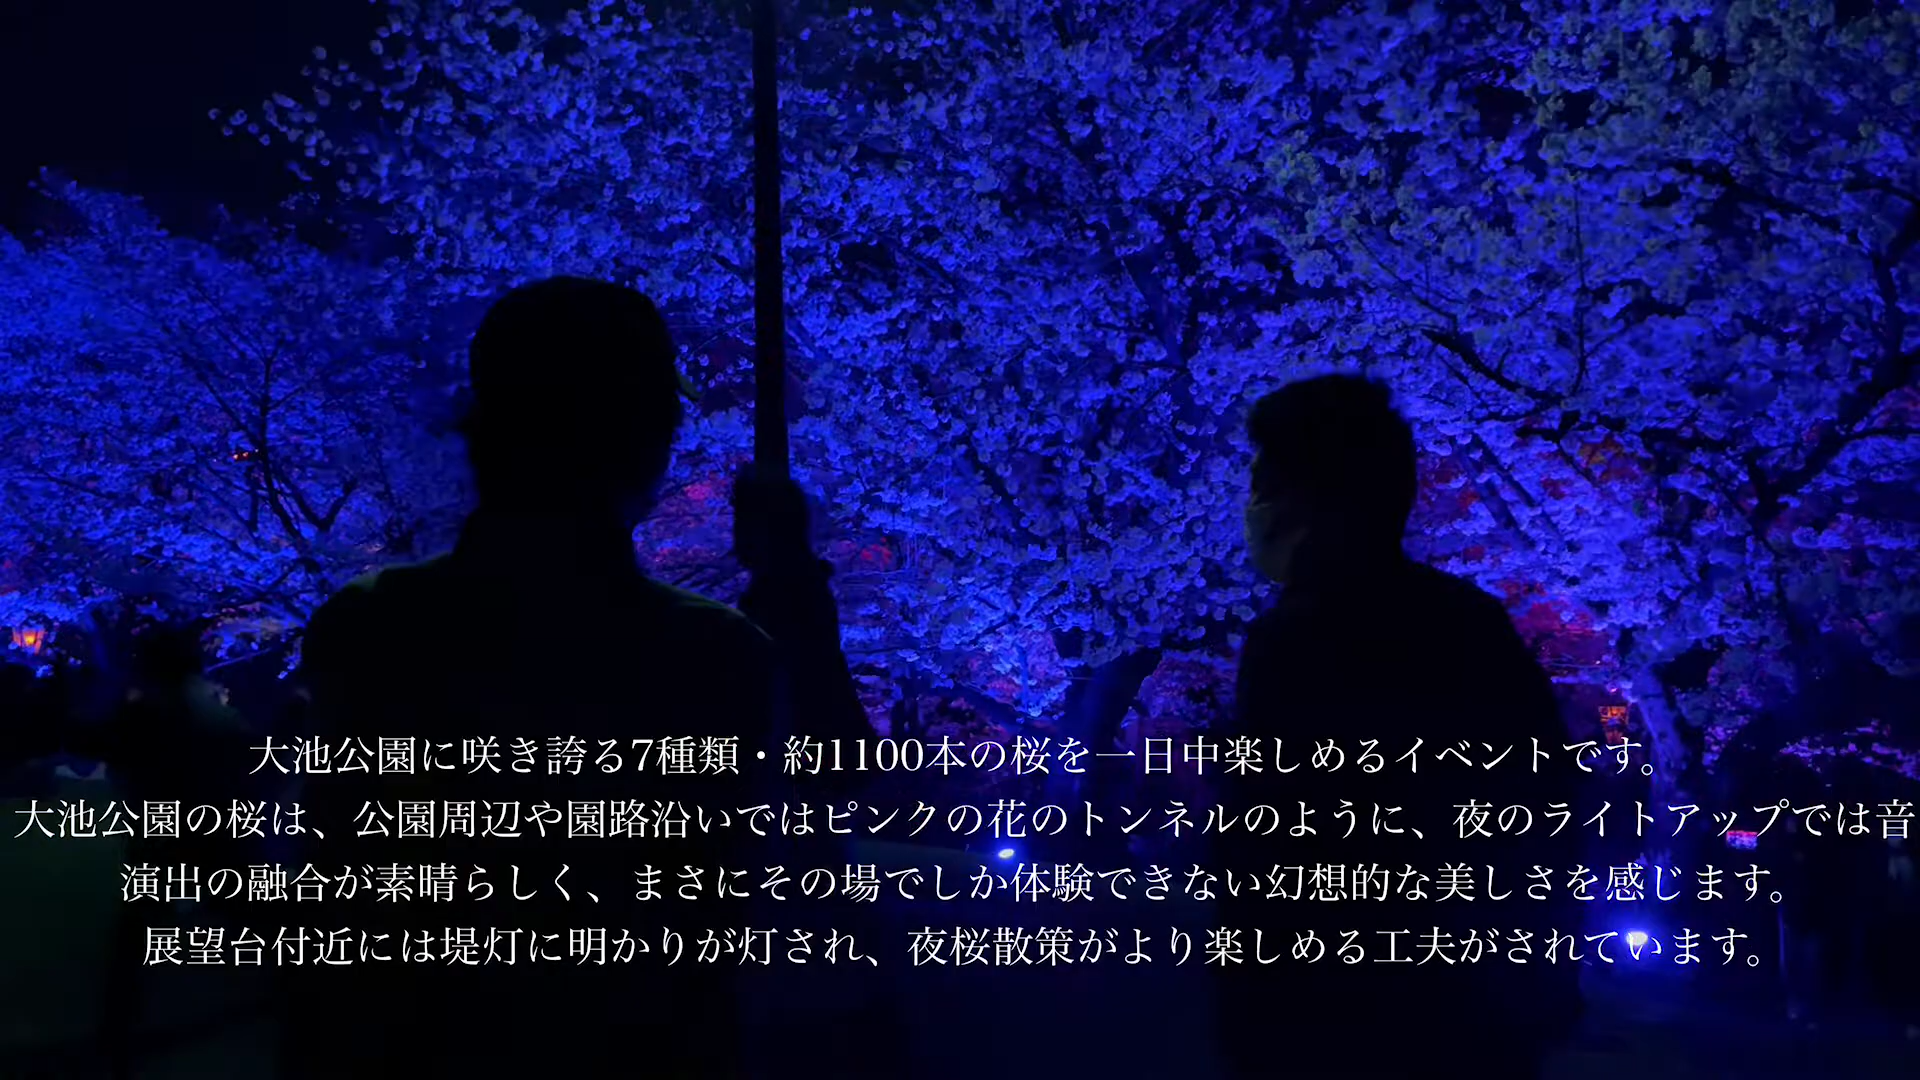 大池公園に咲き誇る7種類・約1100本の桜を一日中楽しめるイベントです。
大池公園の桜は、公園周辺や園路沿いではピンクの花のトンネルのように、夜のライトアップでは音
演出の融合が素晴らしく、まさにその場でしか体験できない幻想的な美しさを感じます。
展望台付近には堤灯に明かりが灯され、夜桜散策がより楽しめる工夫がされています。